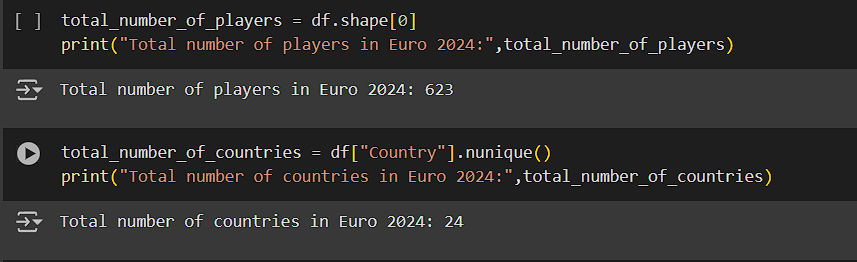 [ ] total_number_of_players = df.shape[0]
print("Total number of players in Euro 2024:",total_number_of_players)
Total number of players in Euro 2024: 623
total_number_of_countries = df["Country"].nunique()
print("Total number of countries in Euro 2024:",total_number_of_countries)
Total number of countries in Euro 2024: 24